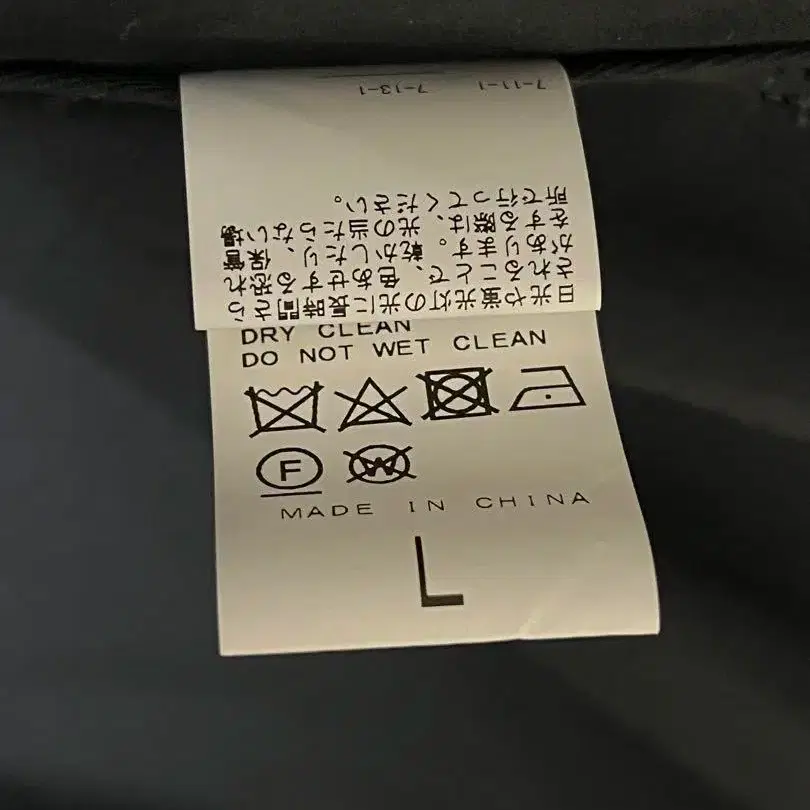 日光や蛍光灯の光に長時間さら
されることで、色あせする恐れ
があります。乾かしたり、保管
をする際は、光の当たらない場
所で行ってください。
7-11-1 7-13-1
DRY CLEAN
DO NOT WET CLEAN
F W
MADE IN CHINA
L